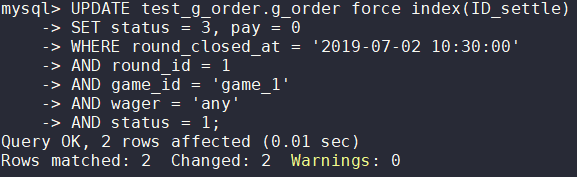 mysql> UPDATE test_g_order.g_order force index(ID_settle)
    -> SET status = 3, pay = 0
    -> WHERE round_closed_at = '2019-07-02 10:30:00'
    -> AND round_id = 1
    -> AND game_id = 'game_1'
    -> AND wager = 'any'
    -> AND status = 1;
Query OK, 2 rows affected (0.01 sec)
Rows matched: 2  Changed: 2  Warnings: 0